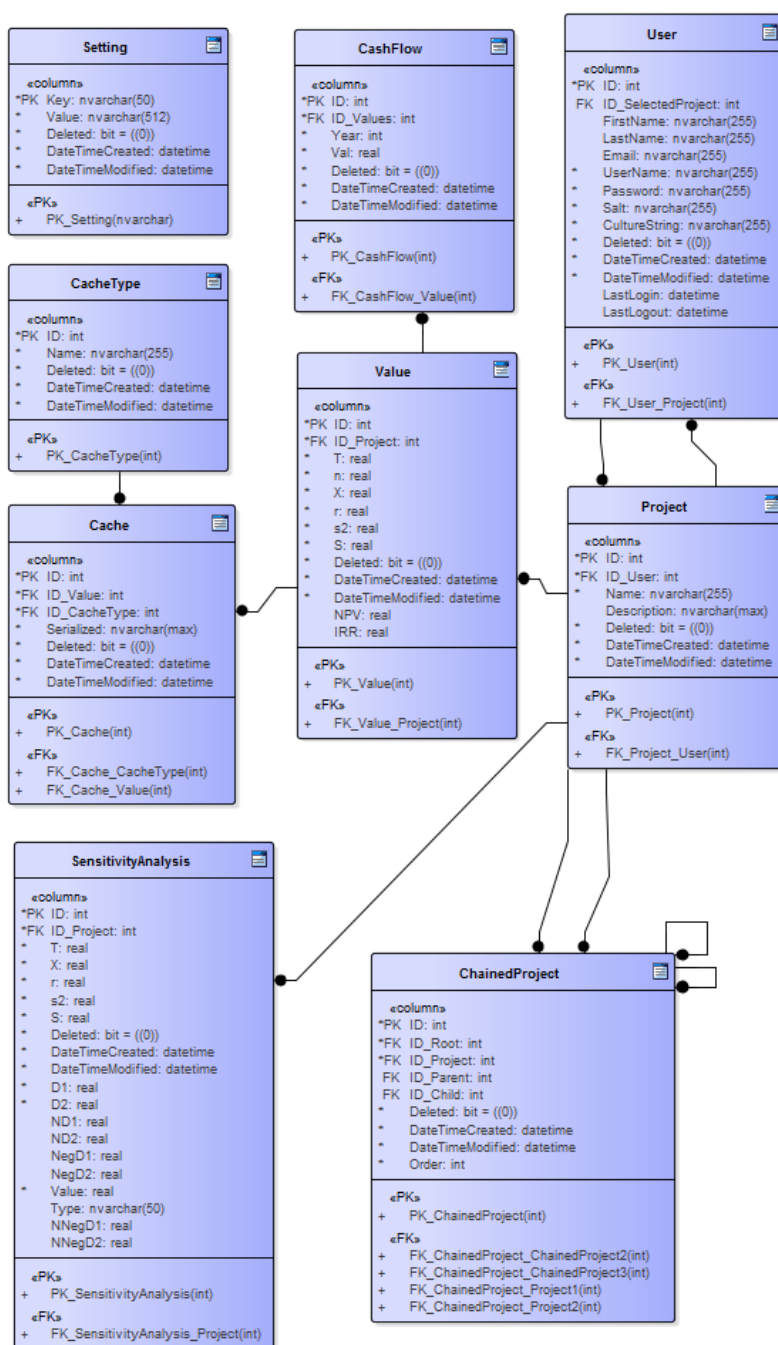 Setting
«column»
*PK Key: nvarchar(50)
* Value: nvarchar(512)
* Deleted: bit = ((0))
* DateTimeCreated: datetime
* DateTimeModified: datetime
«PK»
+ PK_Setting(nvarchar)
CashFlow
«column»
*PK ID: int
*FK ID_Values: int
* Year: int
* Val: real
* Deleted: bit = ((0))
* DateTimeCreated: datetime
* DateTimeModified: datetime
«PK»
+ PK_CashFlow(int)
«FK»
+ FK_CashFlow_Value(int)
User
«column»
*PK ID: int
FK ID_SelectedProject: int
FirstName: nvarchar(255)
LastName: nvarchar(255)
Email: nvarchar(255)
* UserName: nvarchar(255)
* Password: nvarchar(255)
* Salt: nvarchar(255)
* CultureString: nvarchar(255)
* Deleted: bit = ((0))
* DateTimeCreated: datetime
* DateTimeModified: datetime
LastLogin: datetime
LastLogout: datetime
«PK»
+ PK_User(int)
«FK»
+ FK_User_Project(int)
CacheType
«column»
*PK ID: int
* Name: nvarchar(255)
* Deleted: bit = ((0))
* DateTimeCreated: datetime
* DateTimeModified: datetime
«PK»
+ PK_CacheType(int)
Value
«column»
*PK ID: int
*FK ID_Project: int
* T: real
* n: real
* X: real
* r: real
* s2: real
* S: real
* Deleted: bit = ((0))
* DateTimeCreated: datetime
* DateTimeModified: datetime
NPV: real
IRR: real
«PK»
+ PK_Value(int)
«FK»
+ FK_Value_Project(int)
Project
«column»
*PK ID: int
*FK ID_User: int
* Name: nvarchar(255)
Description: nvarchar(max)
* Deleted: bit = ((0))
* DateTimeCreated: datetime
* DateTimeModified: datetime
«PK»
+ PK_Project(int)
«FK»
+ FK_Project_User(int)
Cache
«column»
*PK ID: int
*FK ID_Value: int
*FK ID_CacheType: int
* Serialized: nvarchar(max)
* Deleted: bit = ((0))
* DateTimeCreated: datetime
* DateTimeModified: datetime
«PK»
+ PK_Cache(int)
«FK»
+ FK_Cache_CacheType(int)
+ FK_Cache_Value(int)
SensitivityAnalysis
«column»
*PK ID: int
*FK ID_Project: int
* T: real
* X: real
* r: real
* s2: real
* S: real
* Deleted: bit = ((0))
* DateTimeCreated: datetime
* DateTimeModified: datetime
* D1: real
* D2: real
ND1: real
ND2: real
NegD1: real
NegD2: real
* Value: real
Type: nvarchar(50)
NNegD1: real
NNegD2: real
«PK»
+ PK_SensitivityAnalysis(int)
«FK»
+ FK_SensitivityAnalysis_Project(int)
ChainedProject
«column»
*PK ID: int
*FK ID_Root: int
*FK ID_Project: int
FK ID_Parent: int
FK ID_Child: int
* Deleted: bit = ((0))
* DateTimeCreated: datetime
* DateTimeModified: datetime
* Order: int
«PK»
+ PK_ChainedProject(int)
«FK»
+ FK_ChainedProject_ChainedProject2(int)
+ FK_ChainedProject_ChainedProject3(int)
+ FK_ChainedProject_Project1(int)
+ FK_ChainedProject_Project2(int)